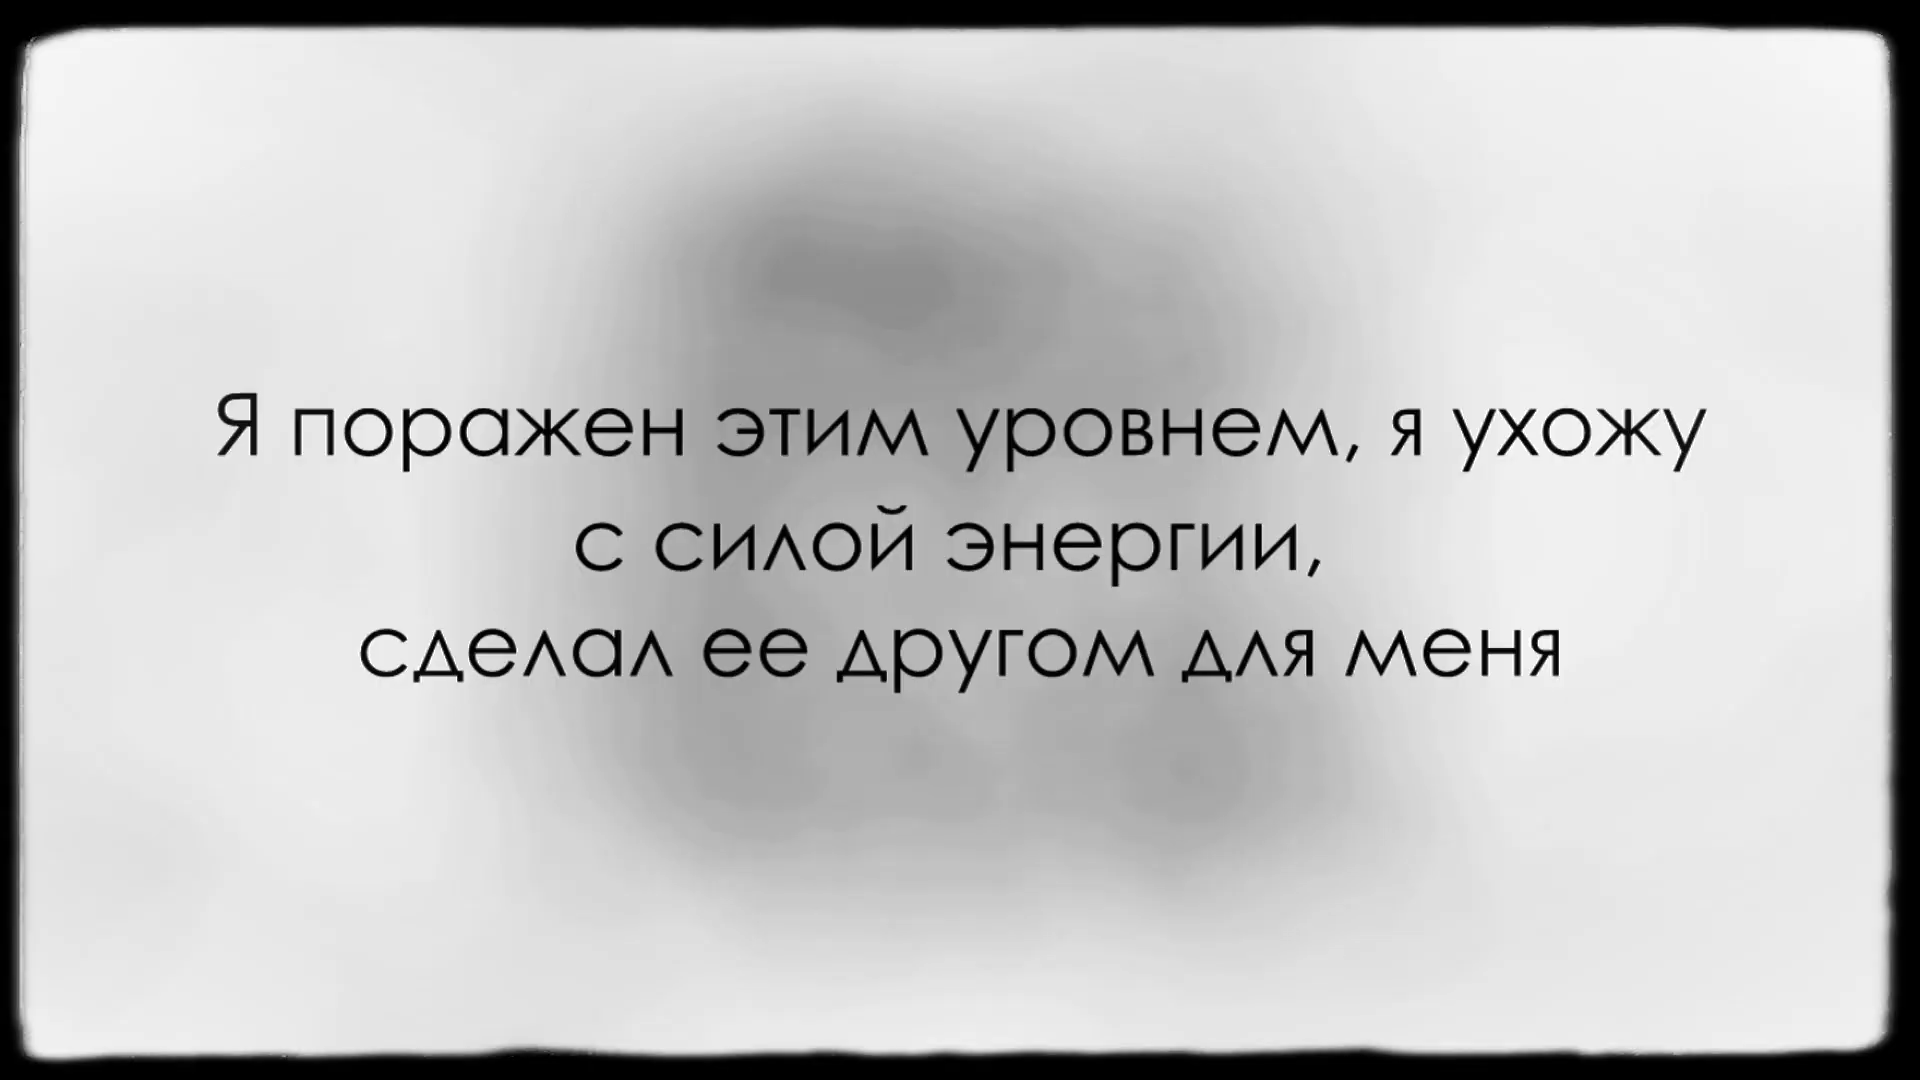 Я поражен этим уровнем, я ухожу
с силой энергии,
сделал ее другом для меня